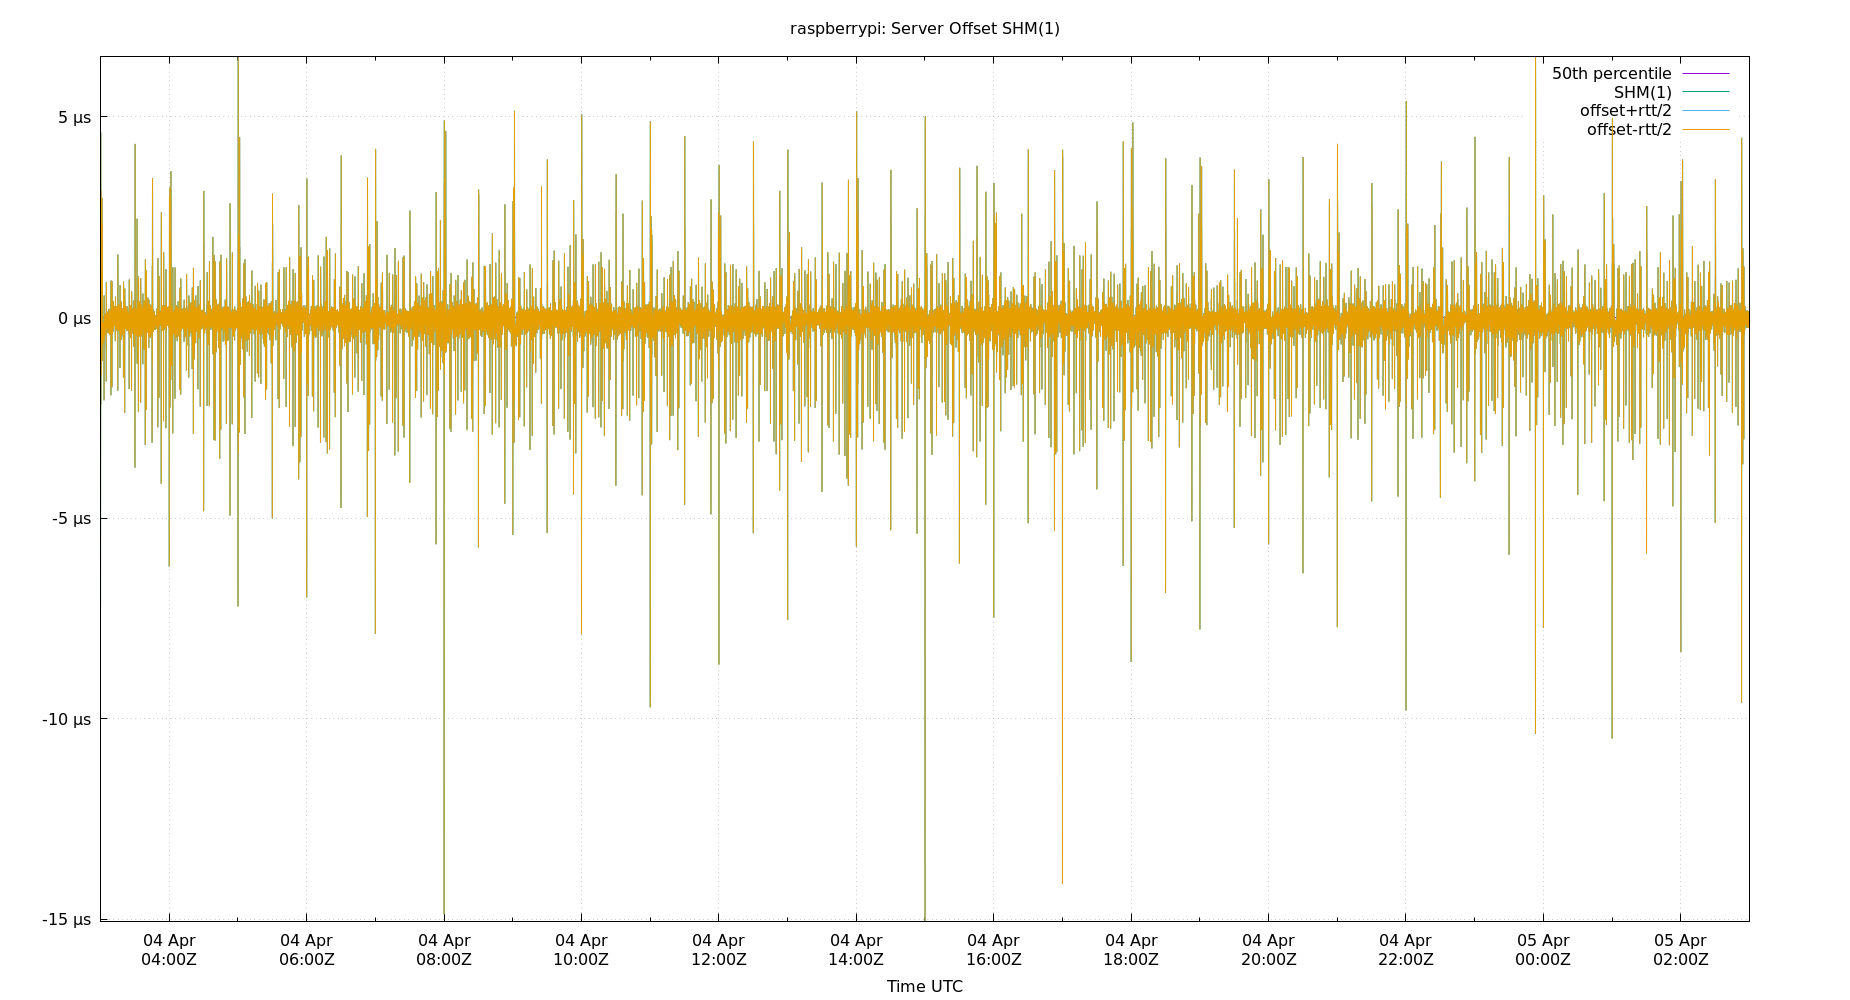 raspberrypi: Server Offset SHM(1)
50th percentile
SHM(1)
offset+rtt/2
offset-rtt/2
5 µs
0 µs
-5 µs
-10 µs
-15 µs
04 Apr 04 Apr 04 Apr 04 Apr 04 Apr 04 Apr 04 Apr 04 Apr 04 Apr 04 Apr 05 Apr 05 Apr
04:00Z 06:00Z 08:00Z 10:00Z 12:00Z 14:00Z 16:00Z 18:00Z 20:00Z 22:00Z 00:00Z 02:00Z
Time UTC